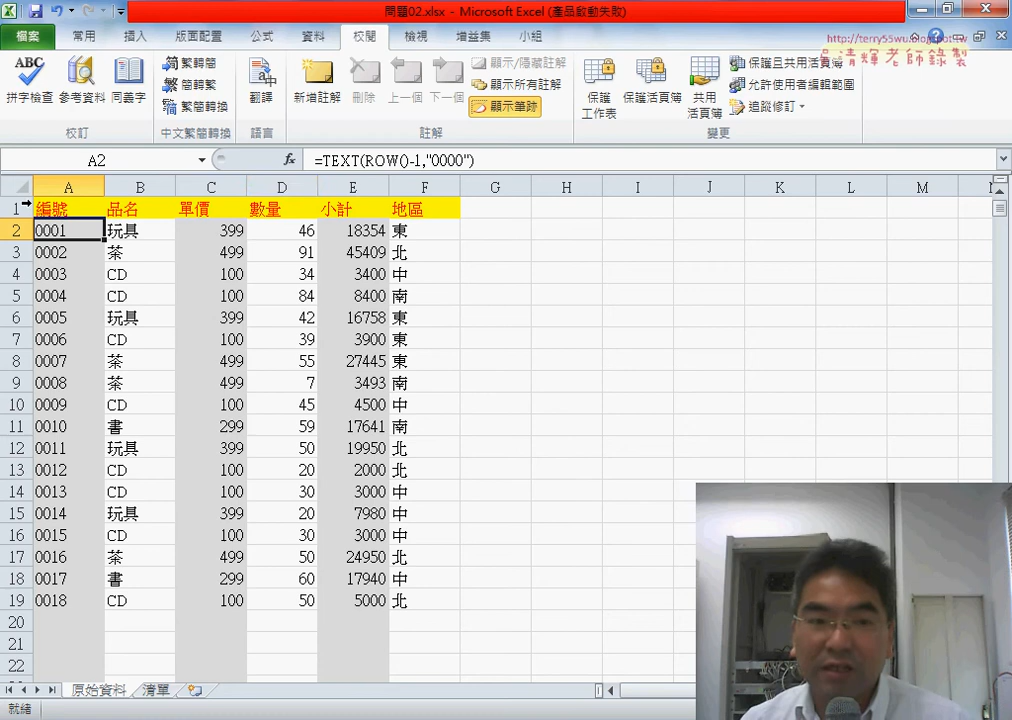 問題02.xlsx - Microsoft Excel (產品啟動失敗)
檔案 常用 插入 版面配置 公式 資料 校閱 檢視 增益集 小組
http://terry55wu.blogspot.tw
吳清輝老師錄製
ABC
拼字檢查 參考資料 同義字
校訂
繁轉簡
簡轉繁
繁簡轉換
中文繁簡轉換
翻譯
語言
新增註解 刪除 上一個 下一個
顯示/隱藏註解
顯示所有註解
顯示筆跡
註解
保護
工作表
保護活頁簿
共用
活頁簿
保護且共用活頁簿
允許使用者編輯範圍
追蹤修訂
變更
A2 fx =TEXT(ROW()-1,"0000")
A B C D E F G H I J K L M
1 編號 品名 單價 數量 小計 地區
2 0001 玩具 399 46 18354 東
3 0002 茶 499 91 45409 北
4 0003 CD 100 34 3400 中
5 0004 CD 100 84 8400 南
6 0005 玩具 399 42 16758 東
7 0006 CD 100 39 3900 東
8 0007 茶 499 55 27445 東
9 0008 茶 499 7 3493 南
10 0009 CD 100 45 4500 中
11 0010 書 299 59 17641 南
12 0011 玩具 399 50 19950 北
13 0012 CD 100 20 2000 北
14 0013 CD 100 30 3000 中
15 0014 玩具 399 20 7980 中
16 0015 CD 100 30 3000 中
17 0016 茶 499 50 24950 北
18 0017 書 299 60 17940 中
19 0018 CD 100 50 5000 北
20
21
22
原始資料 清單
就緒